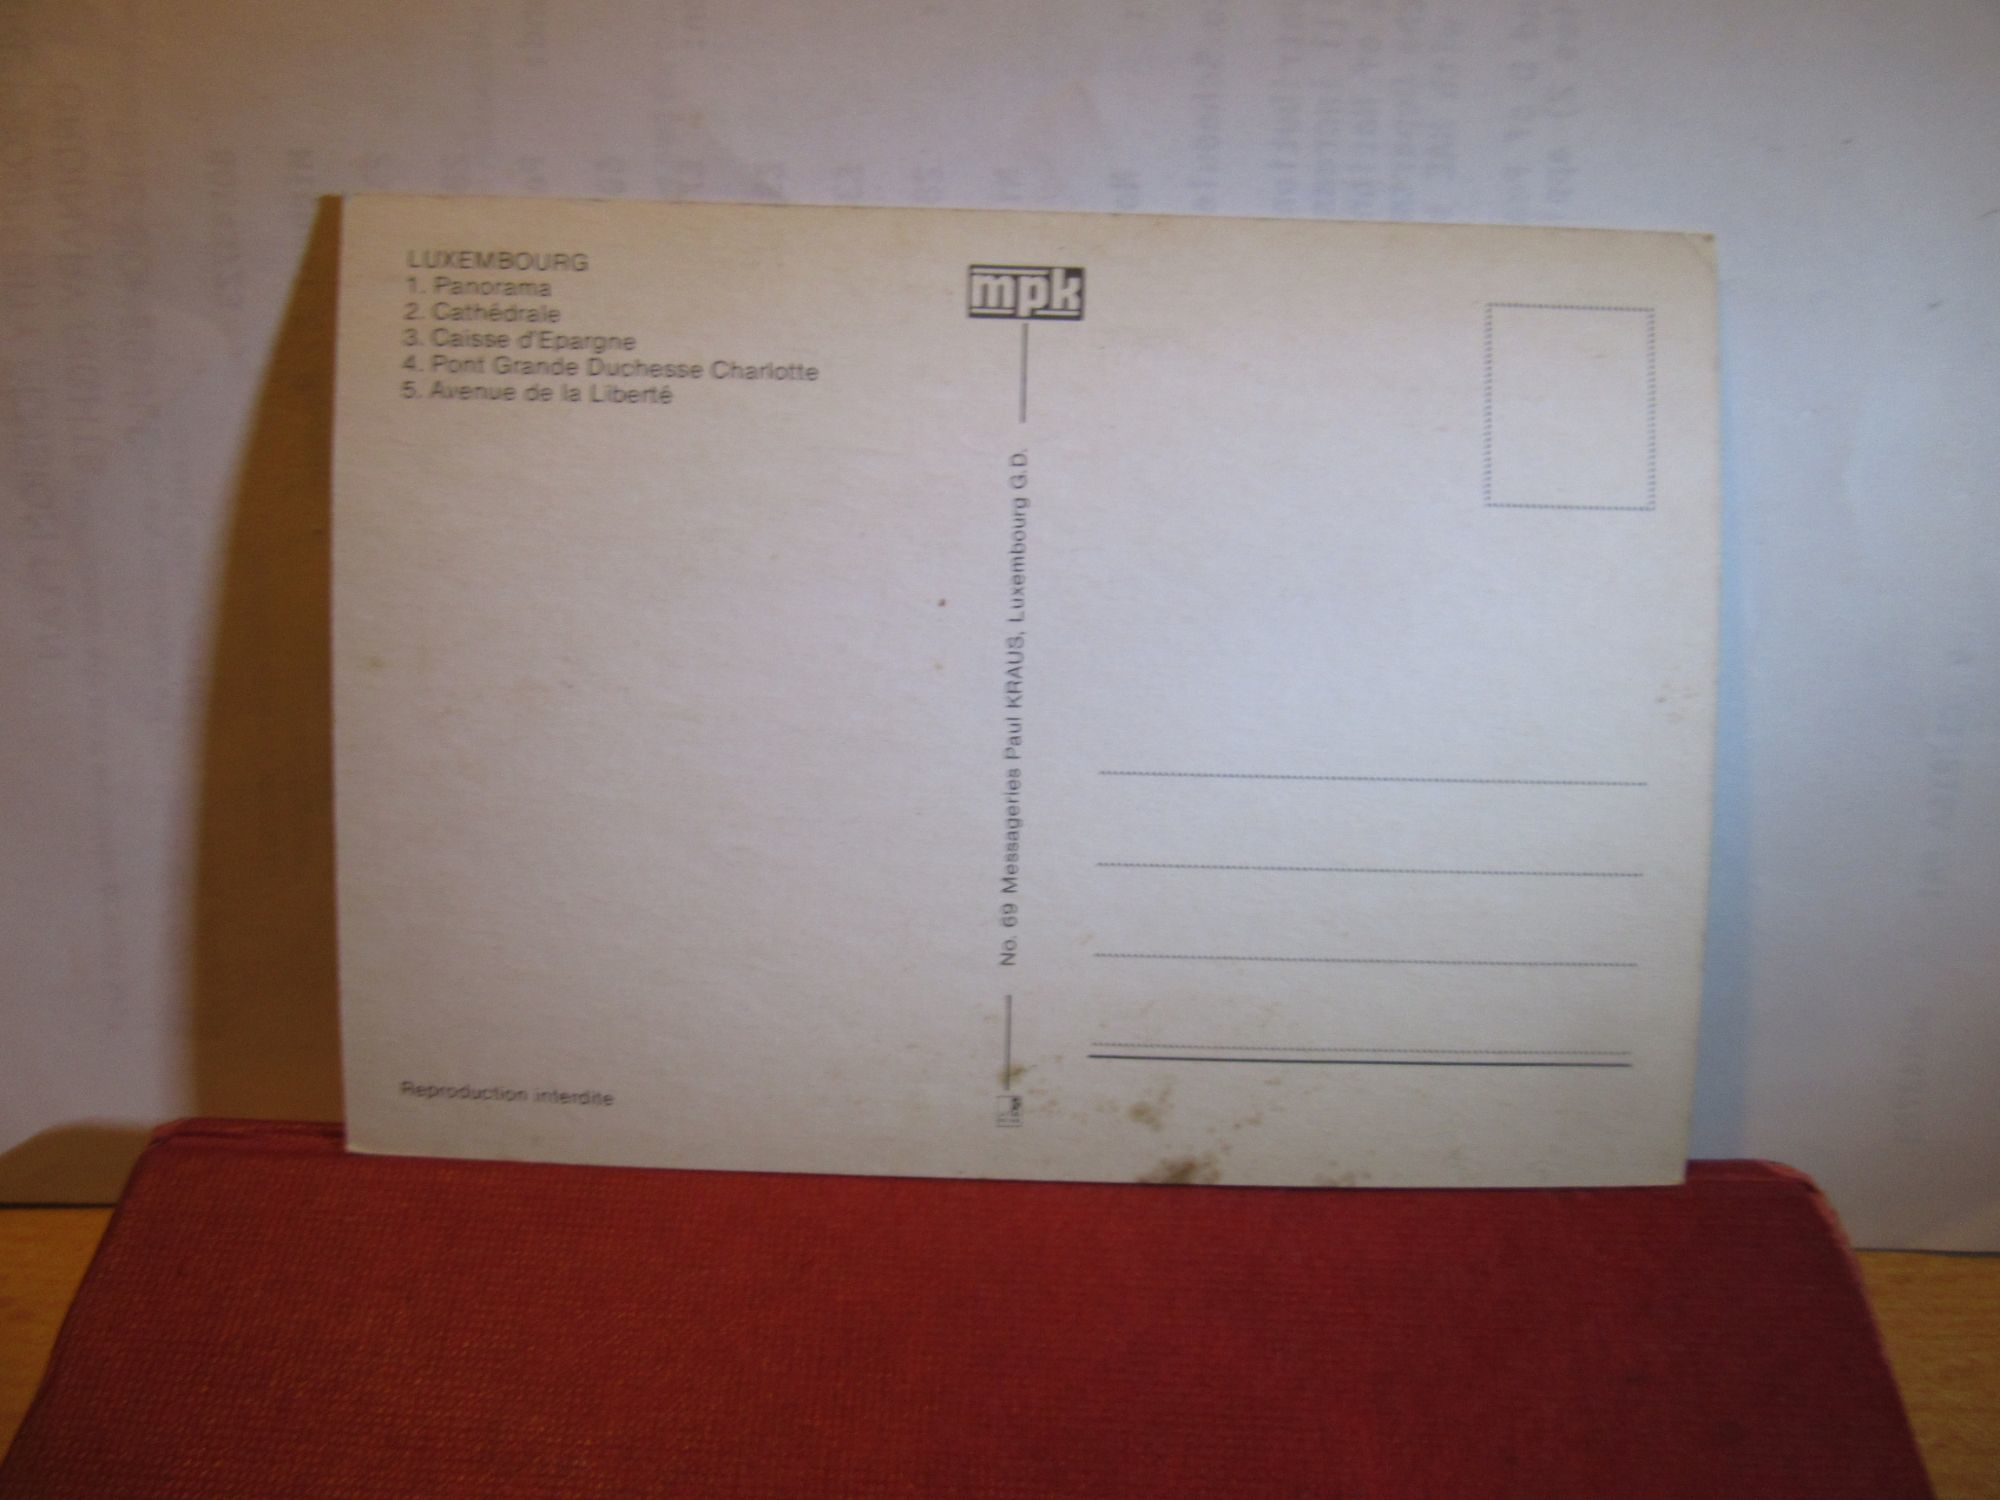 LUXEMBOURG
1. Panorama
2. Cathédrale
3. Caisse d'Epargne
4. Pont Grande Duchesse Charlotte
5. Avenue de la Liberté
mpk
No. 69 Messageries Paul KRAUS, Luxembourg G.D.
Reproduction interdite